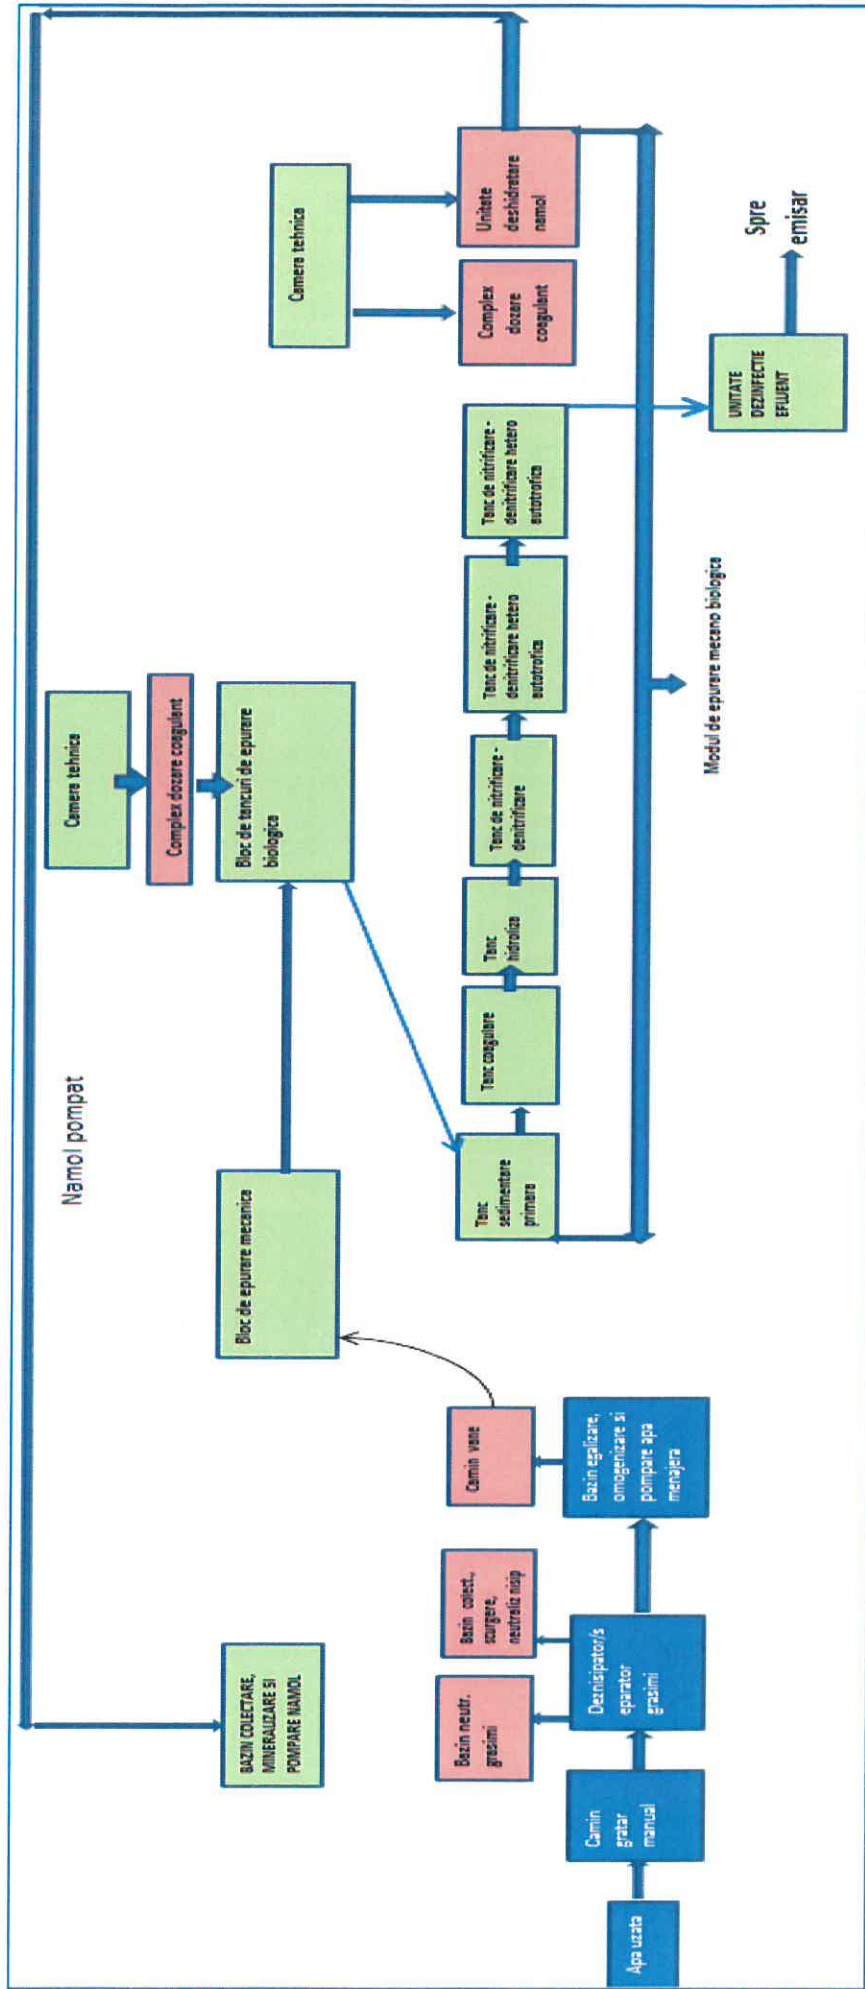 Namol pompat
BAZIN COLECTARE,
MINERALIZARE SI
POMPARE NAMOL
Bloc de epurare mecanica
Camera tehnica
Complex dozare coagulant
Bloc de tancuri de epurare
biologica
Camera tehnica
Complex
dozare
coagulant
Unitate
deshidratare
namol
Apa uzata
Camin
gratar
manual
Deznisipator/s
eparator
grasimi
Bazin neutr.
grasimi
Bazin colect.,
scurgere,
neutraliz nisip
Camin vane
Bazin egalizare,
omogenizare si
pompare apa
menajera
Tanc
sedimentare
primara
Tanc coagulare
Tanc
hidroliza
Tanc de nitrificare -
denitrificare
Tanc de nitrificare -
denitrificare hetero
autotrofica
Tanc de nitrificare -
denitrificare hetero
autotrofica
Modul de epurare mecano biologica
UNITATE
DEZINFECTIE
EFLUENT
Spre
emisar